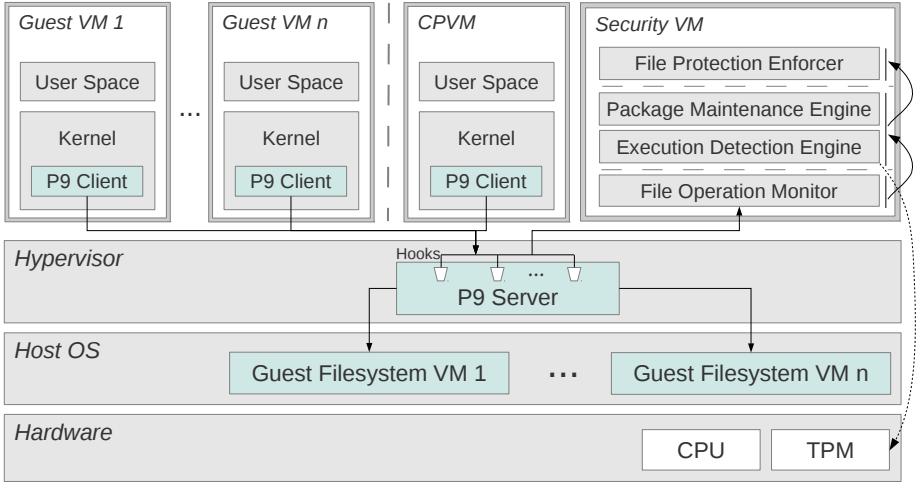 Guest VM 1
User Space
Kernel
P9 Client
...
Guest VM n
User Space
Kernel
P9 Client
CPVM
User Space
Kernel
P9 Client
Security VM
File Protection Enforcer
Package Maintenance Engine
Execution Detection Engine
File Operation Monitor
Hypervisor
Hooks
...
P9 Server
Host OS
Guest Filesystem VM 1
...
Guest Filesystem VM n
Hardware
CPU
TPM